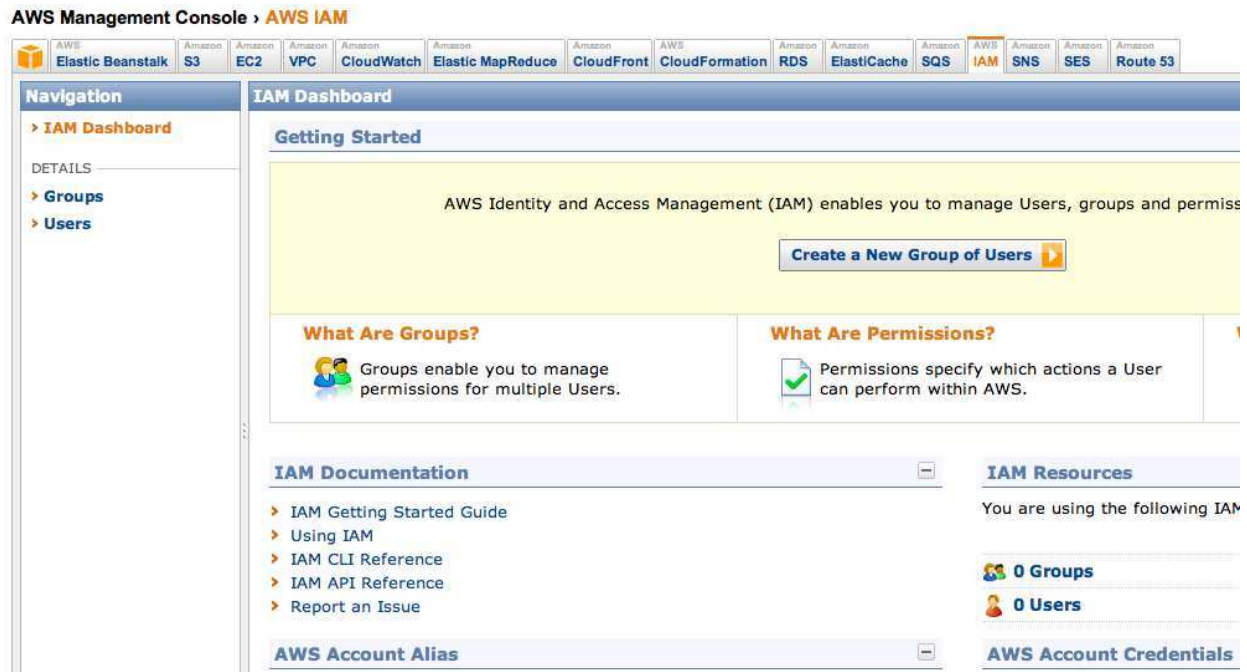 AWS Management Console › AWS IAM
AWS Elastic Beanstalk
Amazon S3
Amazon EC2
Amazon VPC
Amazon CloudWatch
Amazon Elastic MapReduce
Amazon CloudFront
AWS CloudFormation
Amazon RDS
Amazon ElastiCache
Amazon SQS
AWS IAM
Amazon SNS
Amazon SES
Amazon Route 53
Navigation
IAM Dashboard
DETAILS
Groups
Users
IAM Dashboard
Getting Started
AWS Identity and Access Management (IAM) enables you to manage Users, groups and permiss
Create a New Group of Users
What Are Groups?
Groups enable you to manage
permissions for multiple Users.
What Are Permissions?
Permissions specify which actions a User
can perform within AWS.
IAM Documentation
IAM Getting Started Guide
Using IAM
IAM CLI Reference
IAM API Reference
Report an Issue
IAM Resources
You are using the following IAM
0 Groups
0 Users
AWS Account Alias
AWS Account Credentials